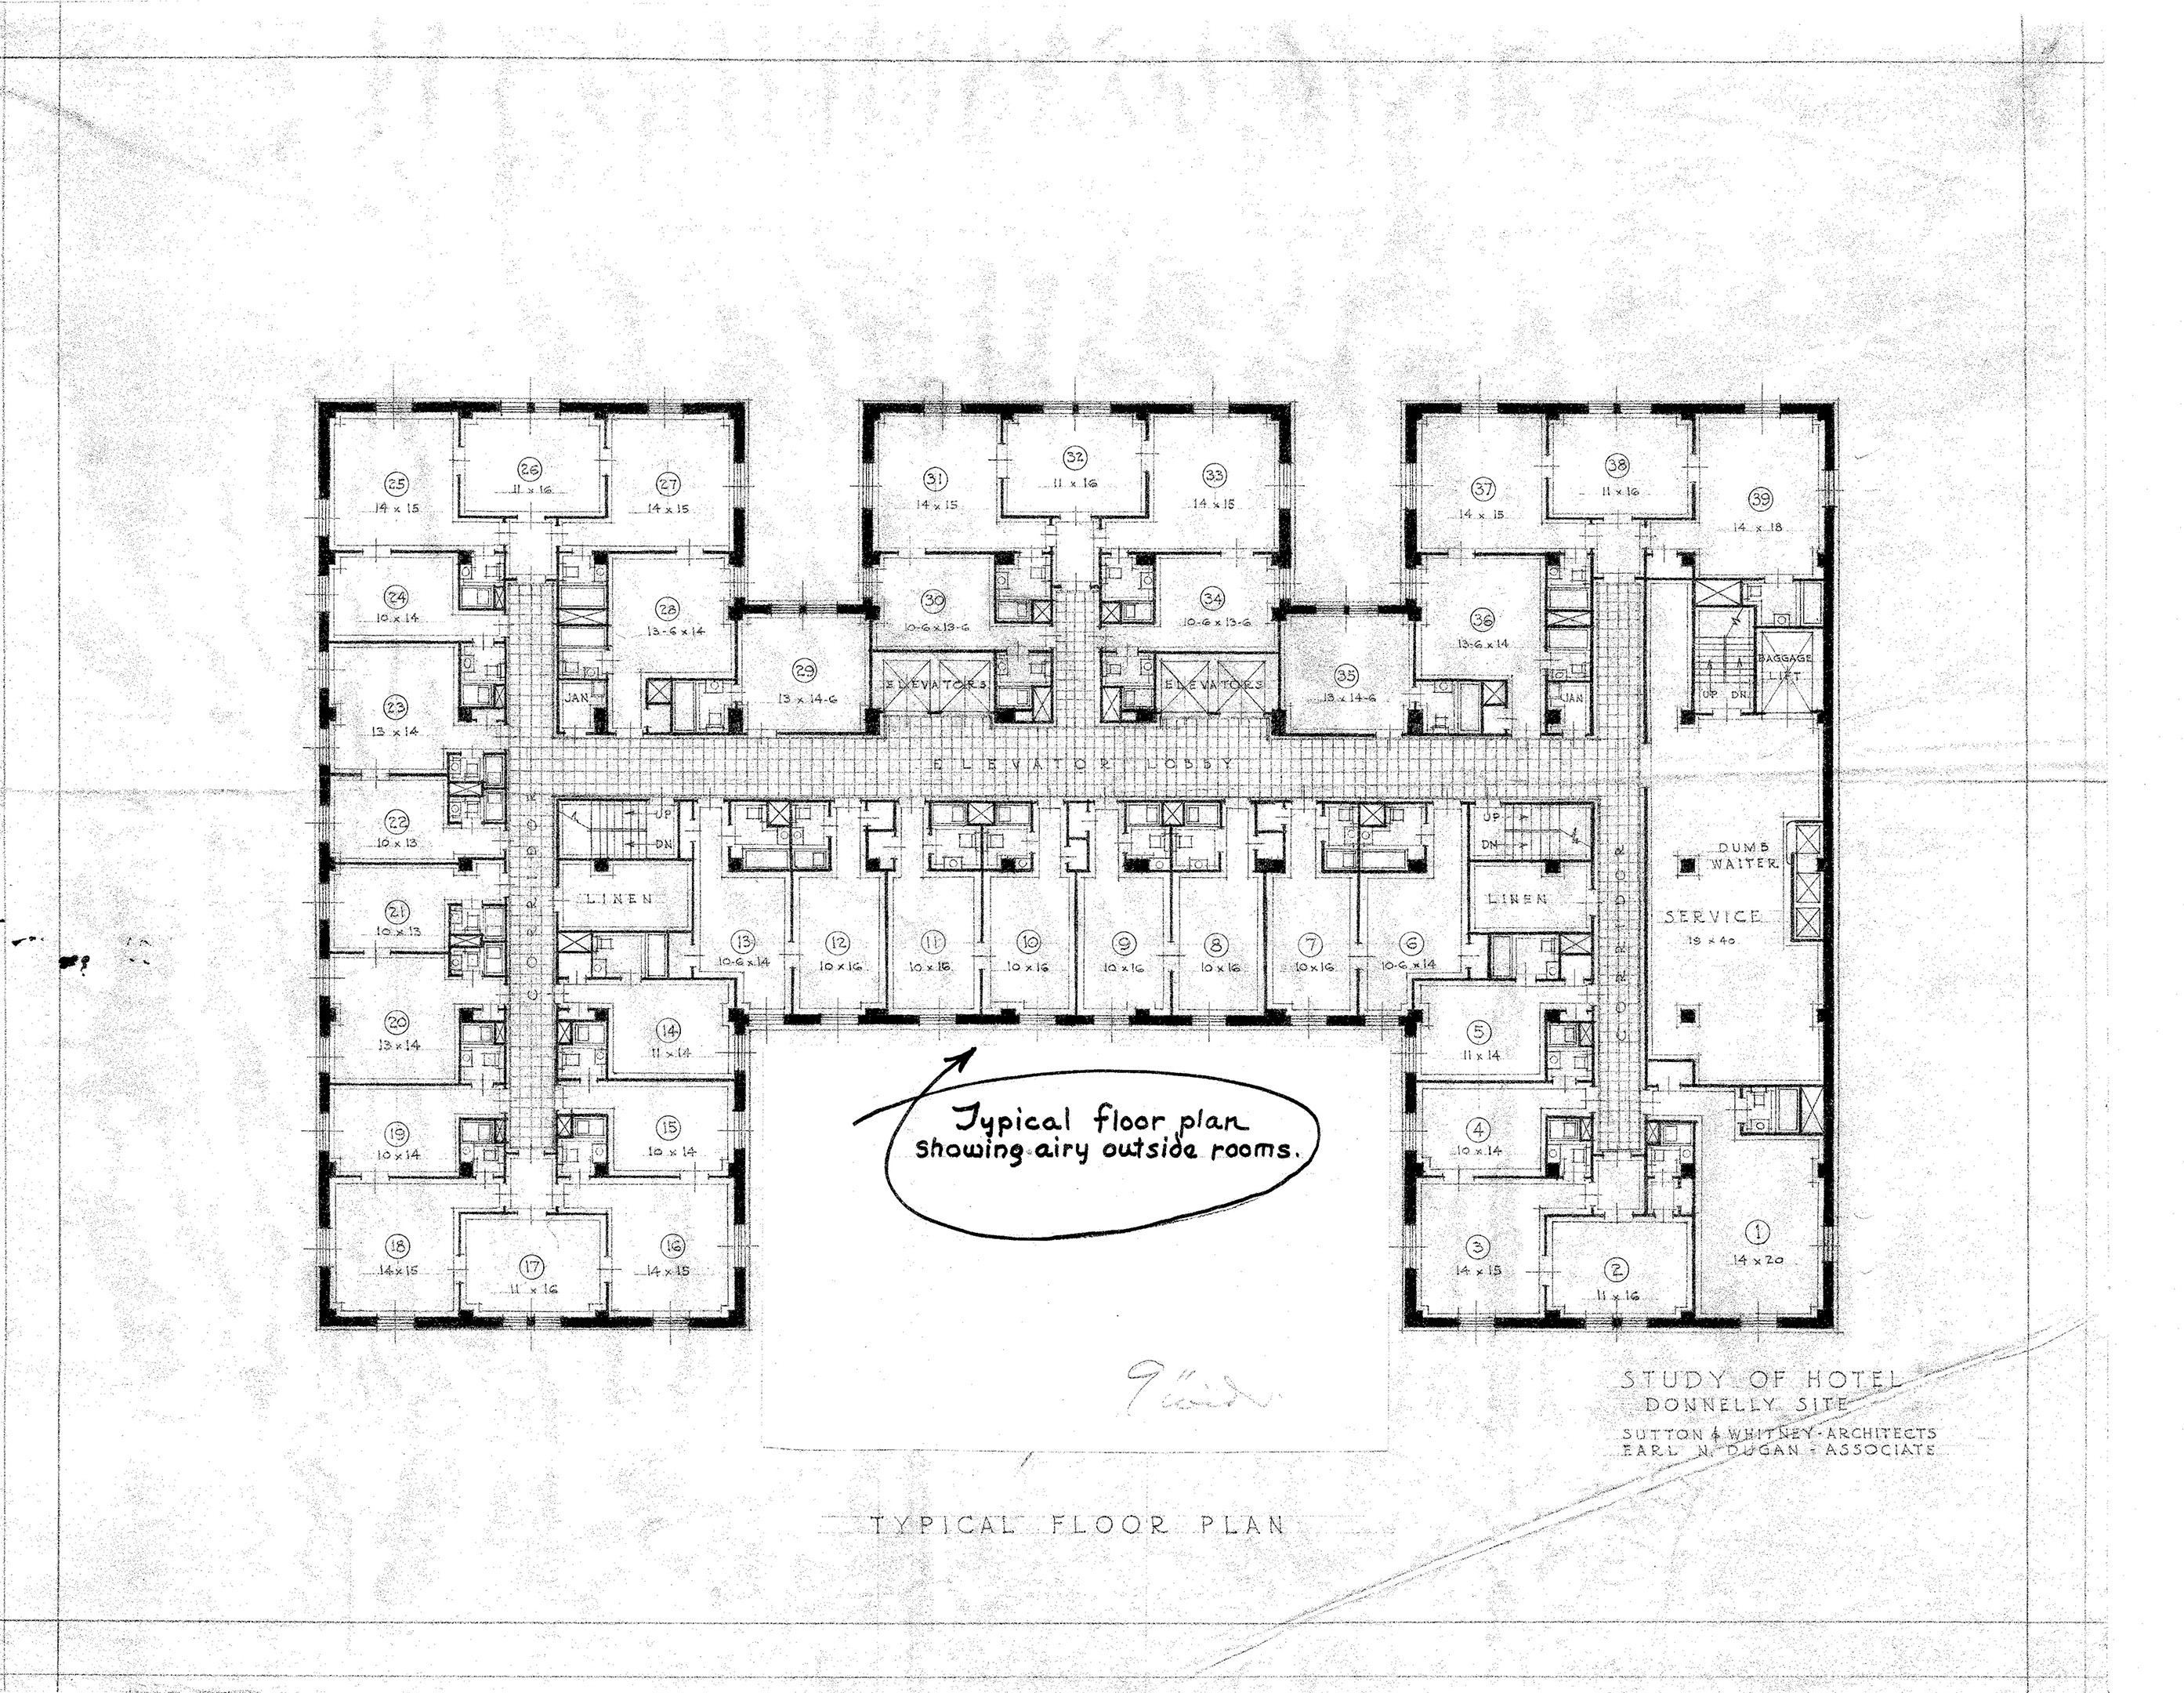 25
14 x 15
26
11 x 16
27
14 x 15
31
14 x 15
32
11 x 16
33
14 x 15
37
14 x 15
38
11 x 16
39
14 x 18
24
10 x 14
28
13-6 x 14
30
10-6 x 13-6
34
10-6 x 13-6
36
13-6 x 14
23
13 x 14
JAN
29
13 x 14-6
ELEVATORS
ELEVATORS
35
13 x 14-6
JAN
UP DN
BAGGAGE
LIFT
ELEVATOR LOBBY
22
10 x 13
UP
DN
UP
DN
DUMB
WAITER
21
10 x 13
CORRIDOR
LINEN
LINEN
CORRIDOR
SERVICE
13
10-6 x 14
12
10 x 16
11
10 x 16
10
10 x 16
9
10 x 16
8
10 x 16
7
10 x 16
6
10-6 x 14
20
13 x 14
14
11 x 14
5
11 x 14
19
10 x 14
15
10 x 14
4
10 x 14
Typical floor plan
showing airy outside rooms.
18
14 x 15
17
11 x 16
16
14 x 15
3
14 x 15
2
11 x 16
1
14 x 20
STUDY OF HOTEL
DONNELLY SITE
SUTTON & WHITNEY - ARCHITECTS
EARL N. DUGAN - ASSOCIATE
TYPICAL FLOOR PLAN